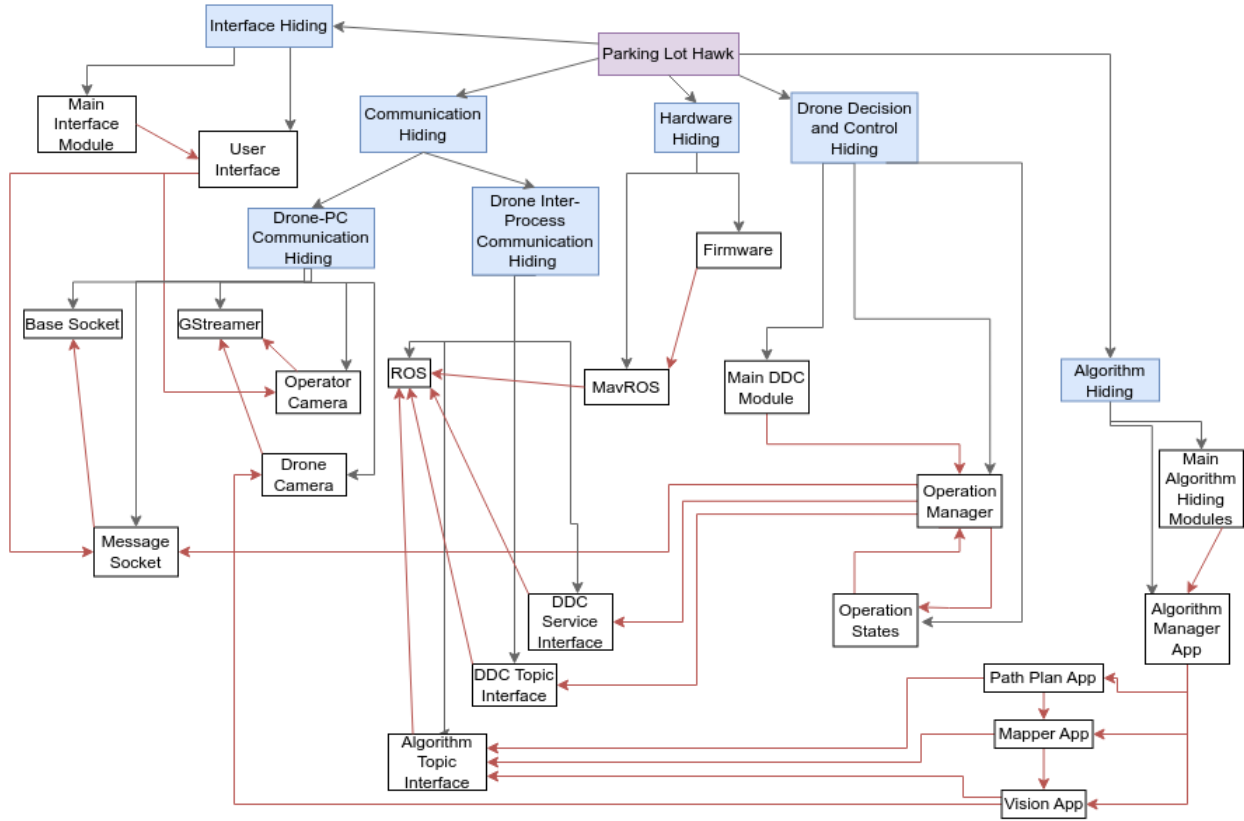 Interface Hiding
Parking Lot Hawk
Main
Interface
Module
User
Interface
Communication
Hiding
Hardware
Hiding
Drone Decision
and Control
Hiding
Drone-PC
Communication
Hiding
Drone Inter-
Process
Communication
Hiding
Firmware
Base Socket
GStreamer
Operator
Camera
ROS
MavROS
Main DDC
Module
Algorithm
Hiding
Drone
Camera
Operation
Manager
Main
Algorithm
Hiding
Modules
Message
Socket
DDC
Service
Interface
Operation
States
Algorithm
Manager
App
DDC Topic
Interface
Path Plan App
Mapper App
Algorithm
Topic
Interface
Vision App